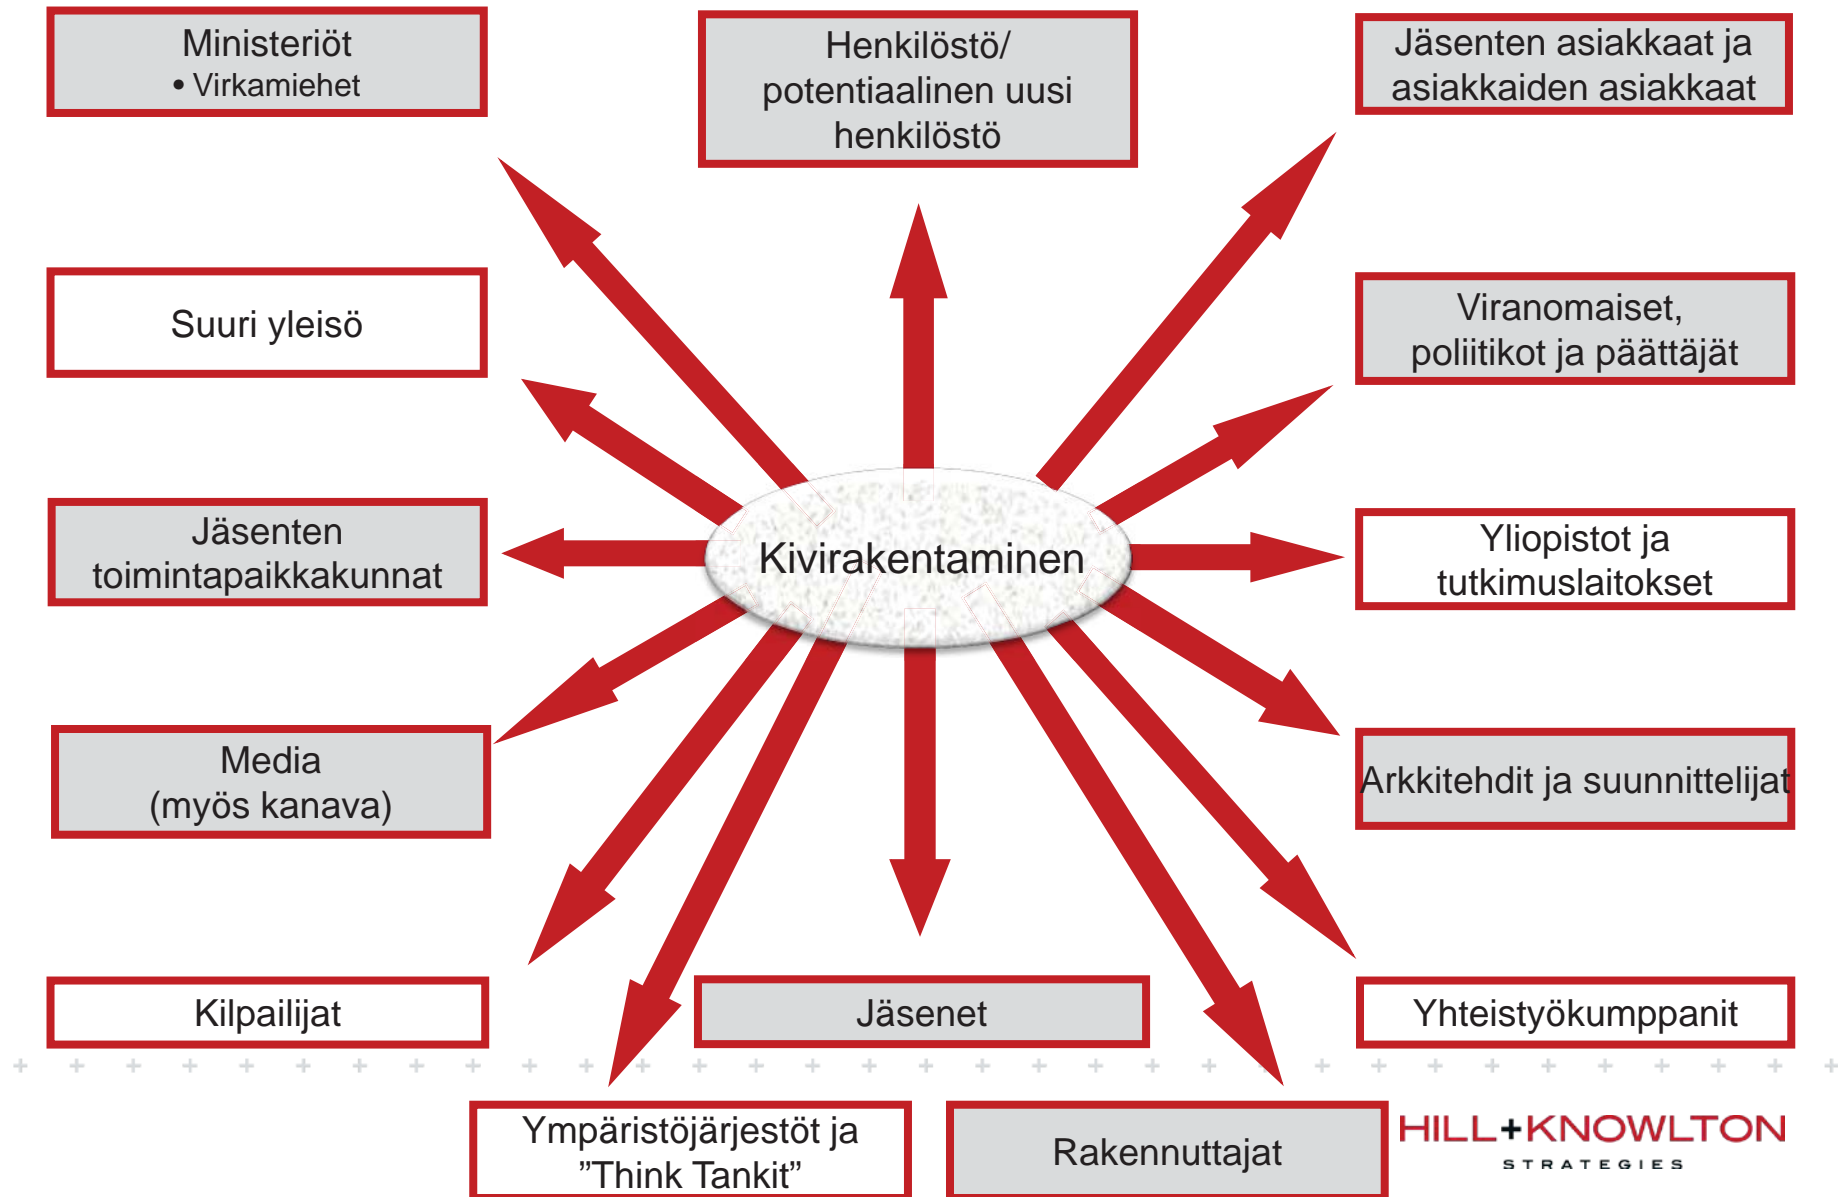 Ministeriöt
• Virkamiehet
Henkilöstö/
potentiaalinen uusi
henkilöstö
Jäsenten asiakkaat ja
asiakkaiden asiakkaat
Suuri yleisö
Viranomaiset,
poliitikot ja päättäjät
Jäsenten
toimintapaikkakunnat
Kivirakentaminen
Yliopistot ja
tutkimuslaitokset
Media
(myös kanava)
Arkkitehdit ja suunnittelijat
Kilpailijat
Jäsenet
Yhteistyökumppanit
Ympäristöjärjestöt ja
”Think Tankit”
Rakennuttajat
HILL+KNOWLTON
STRATEGIES